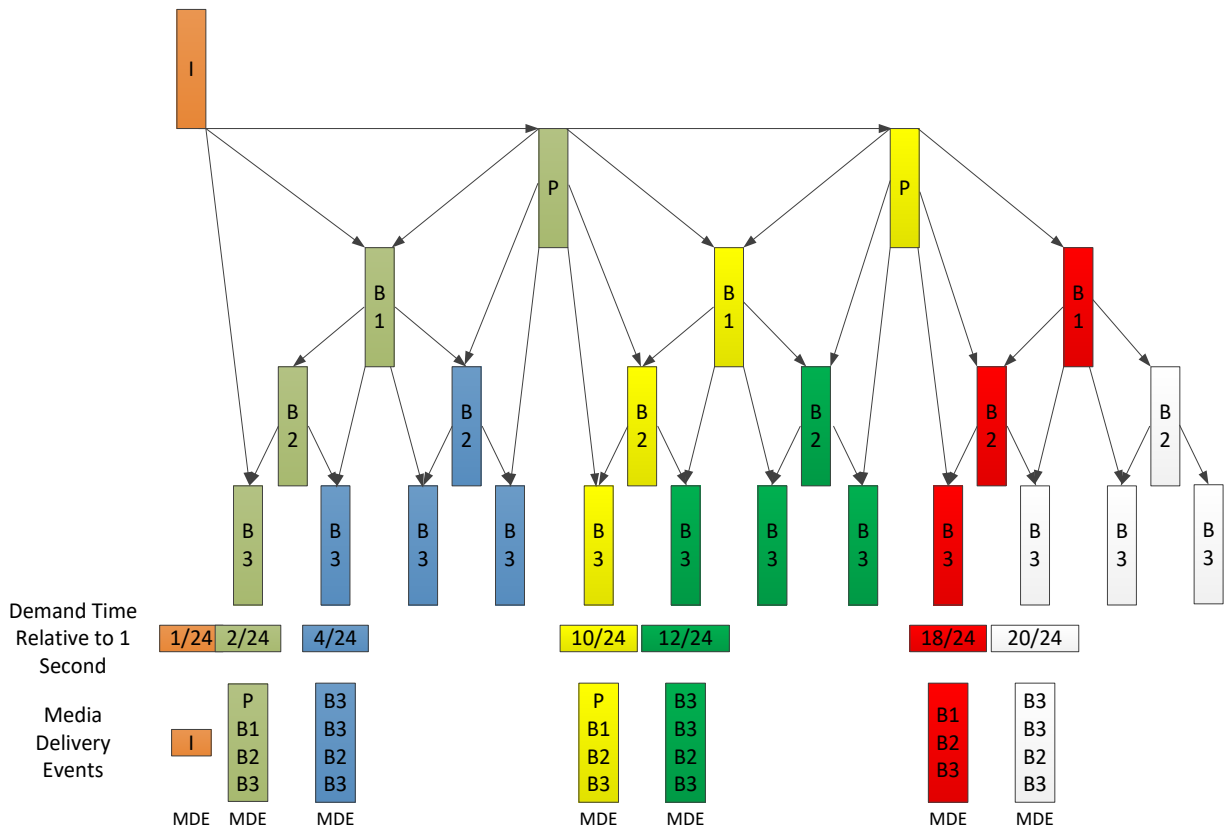 I
P
P
B
1
B
1
B
1
B
2
B
2
B
2
B
2
B
2
B
2
B
3
B
3
B
3
B
3
B
3
B
3
B
3
B
3
B
3
B
3
B
3
B
3
Demand Time
Relative to 1
Second
1/24
2/24
4/24
10/24
12/24
18/24
20/24
Media
Delivery
Events
I
P
B1
B2
B3
B3
B3
B2
B3
P
B1
B2
B3
B3
B3
B2
B3
B1
B2
B3
B3
B3
B2
B3
MDE
MDE
MDE
MDE
MDE
MDE
MDE